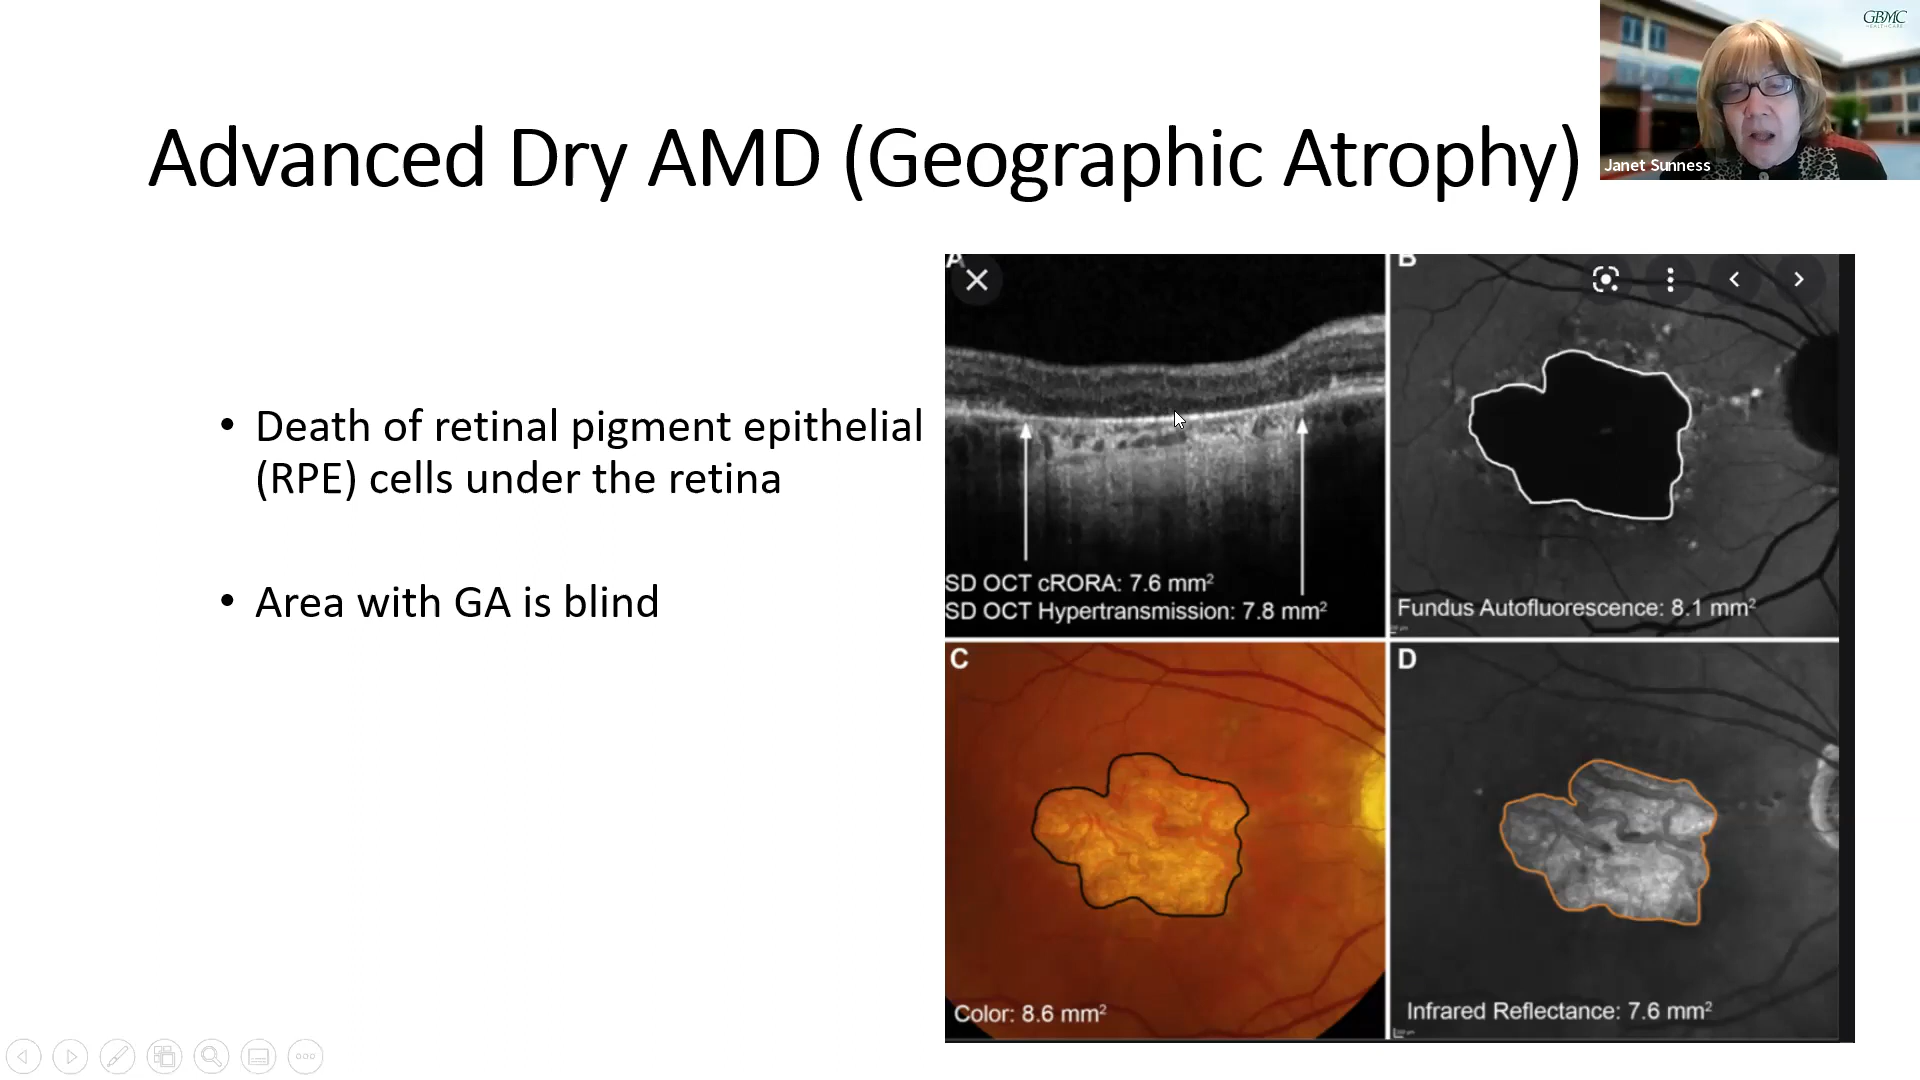 GBMC
HEALTHCARE
Janet Sunness
Advanced Dry AMD (Geographic Atrophy)
• Death of retinal pigment epithelial
(RPE) cells under the retina
• Area with GA is blind
A
SD OCT cRORA: 7.6 mm²
SD OCT Hypertransmission: 7.8 mm²
B
Fundus Autofluorescence: 8.1 mm²
C
Color: 8.6 mm²
D
Infrared Reflectance: 7.6 mm²